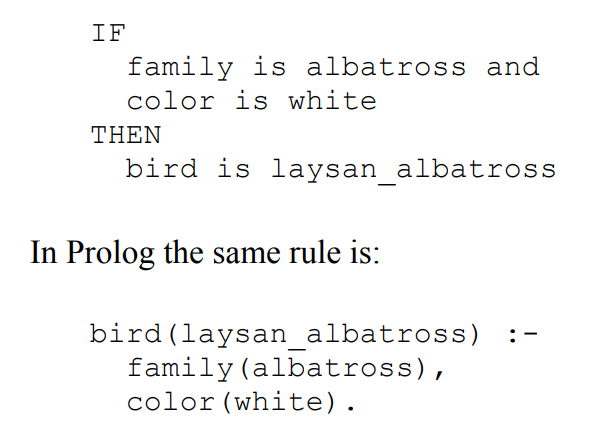 IF
family is albatross and
color is white
THEN
bird is laysan_albatross
In Prolog the same rule is:
bird(laysan_albatross) :-
family(albatross),
color(white).